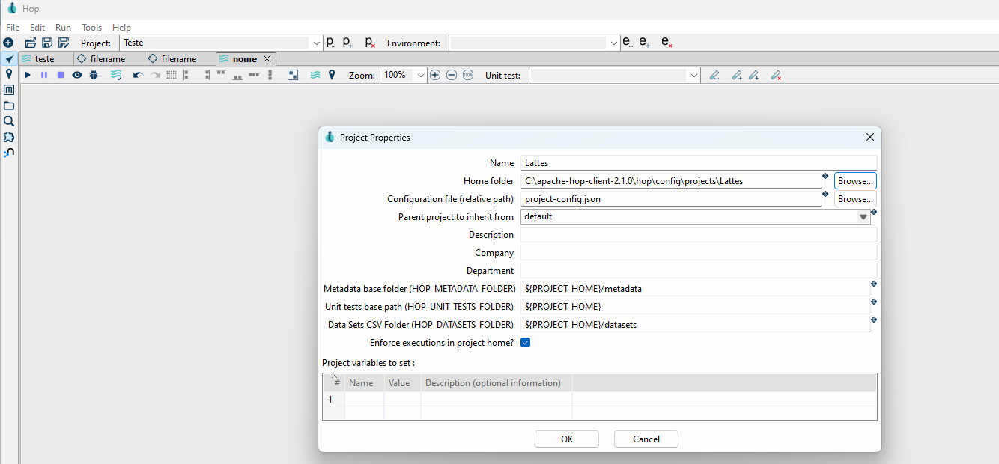 Hop
File Edit Run Tools Help
Project: Teste Environment:
teste filename filename nome
Zoom: 100% 100% Unit test:
Project Properties
Name Lattes
Home folder C:\apache-hop-client-2.1.0\hop\config\projects\Lattes Browse...
Configuration file (relative path) project-config.json Browse...
Parent project to inherit from default
Description
Company
Department
Metadata base folder (HOP_METADATA_FOLDER) ${PROJECT_HOME}/metadata
Unit tests base path (HOP_UNIT_TESTS_FOLDER) ${PROJECT_HOME}
Data Sets CSV Folder (HOP_DATASETS_FOLDER) ${PROJECT_HOME}/datasets
Enforce executions in project home?
Project variables to set :
# Name Value Description (optional information)
1
OK Cancel